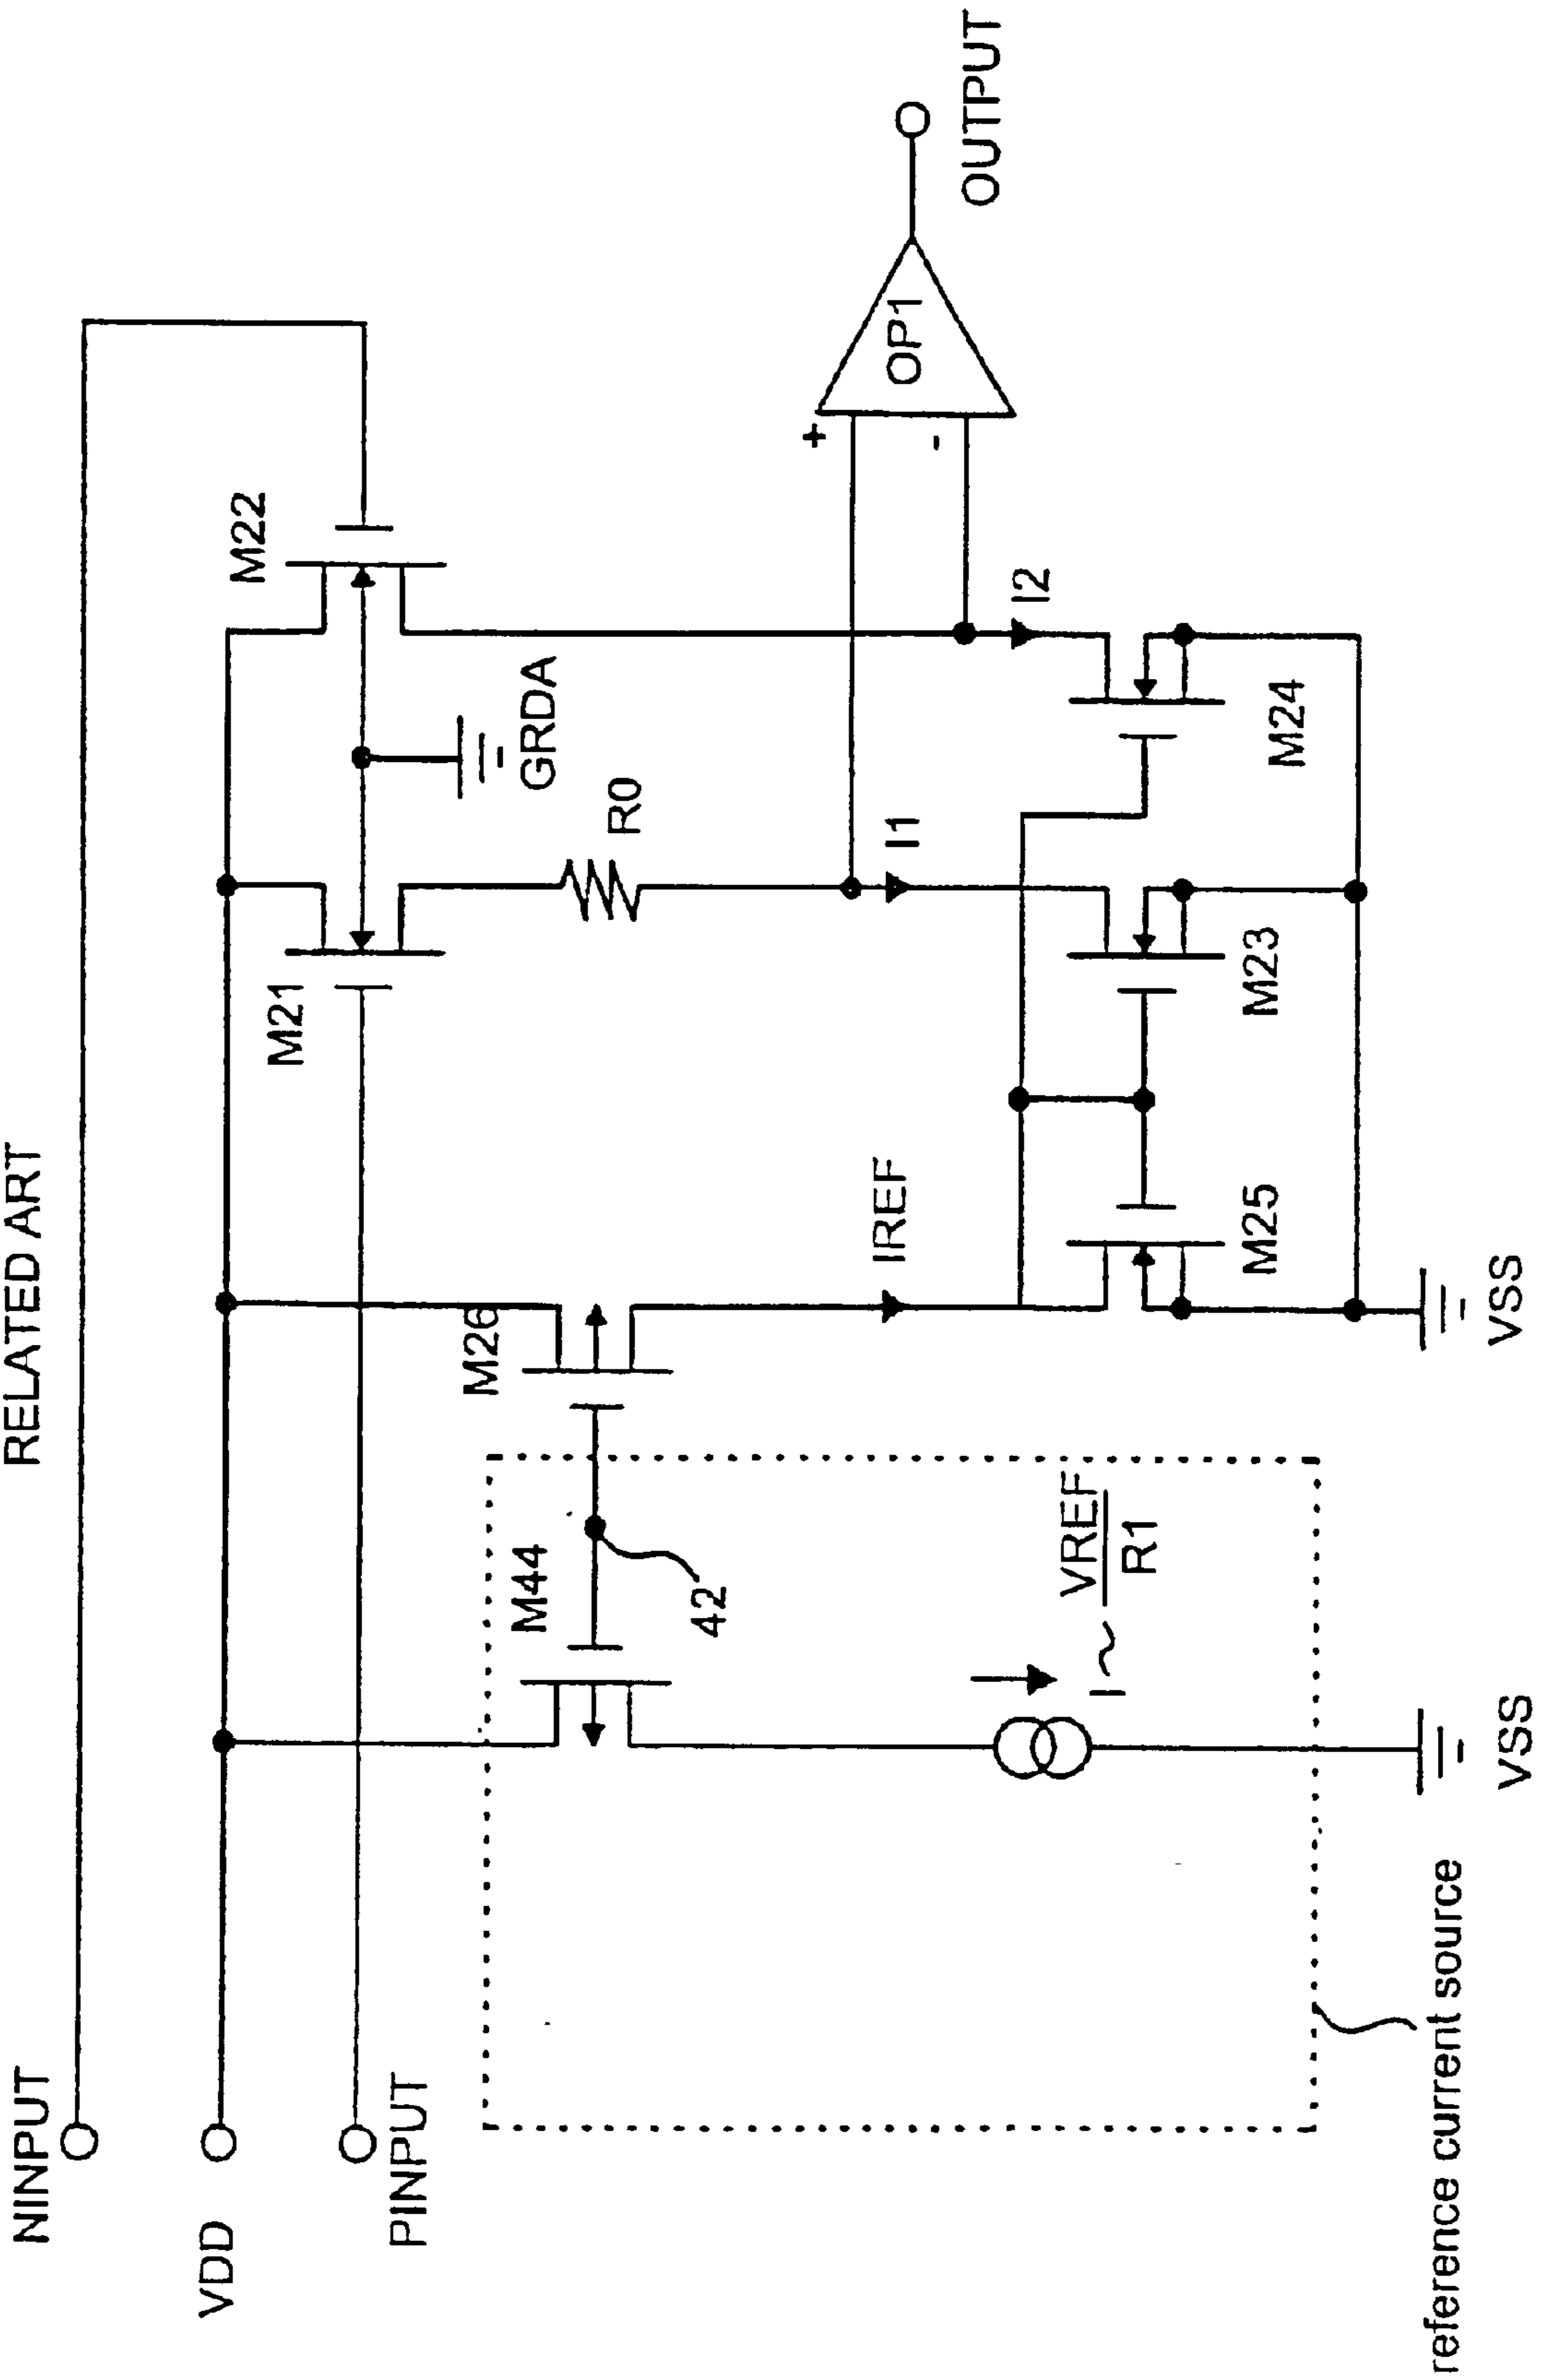 RELATED ART
NINPUT
VDD
PINPUT
M21
M22
GRDA
R0
M26
M44
42
IREF
I1
I2
+
-
OP1
OUTPUT
I ~ VREF
R1
M25
M23
M24
VSS
VSS
reference current source